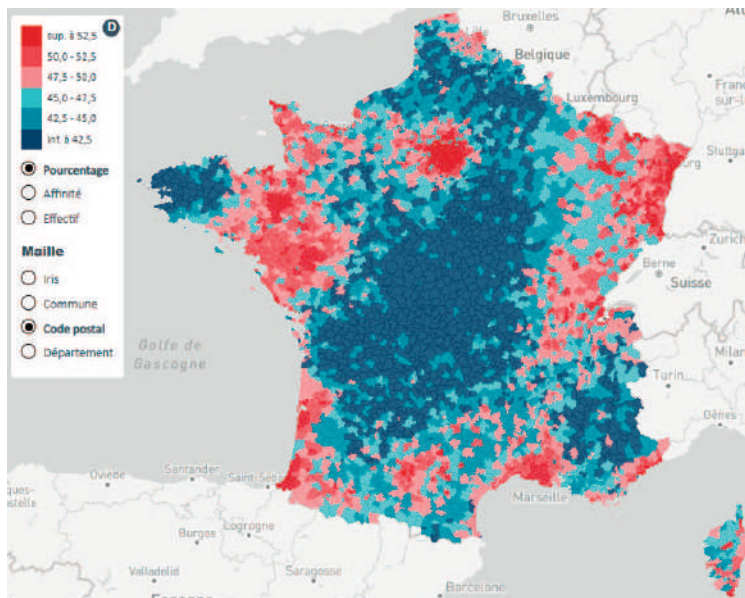 D
sup. à 52,5
50,0 - 52,5
47,5 - 50,0
45,0 - 47,5
42,5 - 45,0
inf. à 42,5
Pourcentage
Affinité
Effectif
Maille
Iris
Commune
Code postal
Département
Bruxelles
Belgique
Luxembourg
Stuttga
Zurich
Berne
Suisse
Milan
Turin
Gênes
Golfe de
Gascogne
Marseille
Oviedo
Santander
Saint-Séb
Burgos
Logrogne
Valladolid
Saragosse
Barcelone